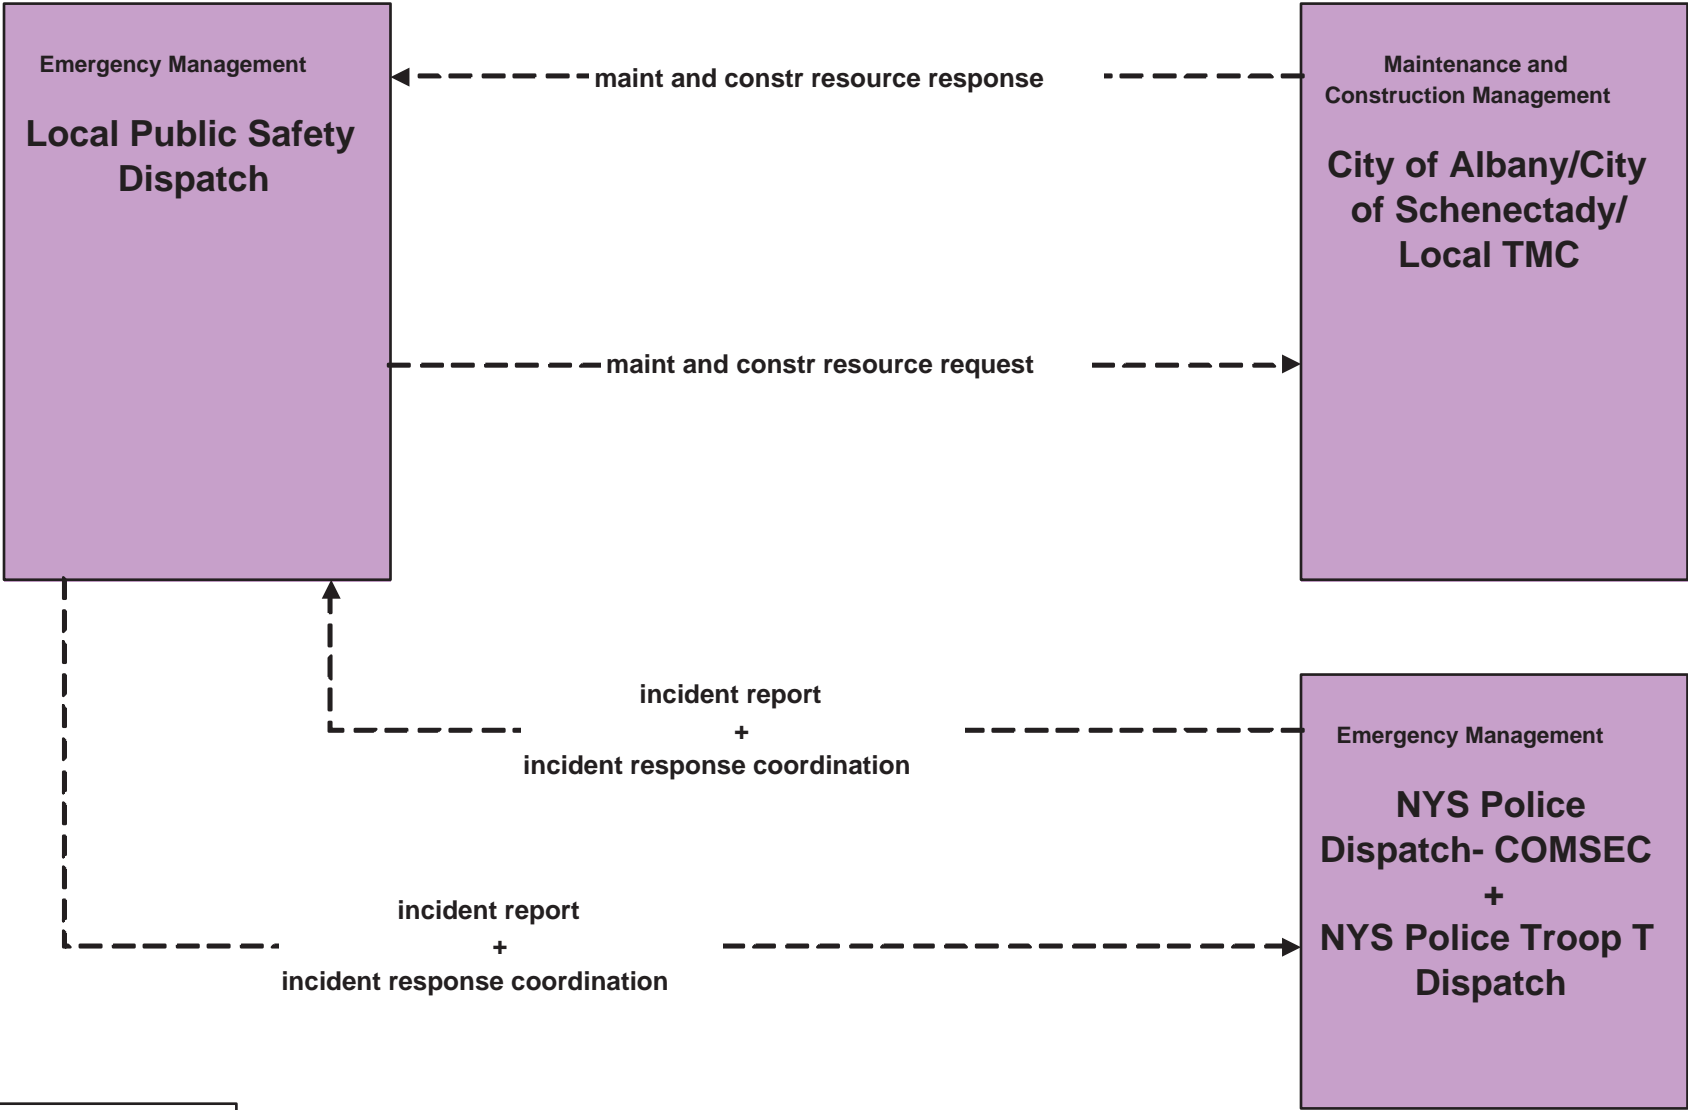 Emergency Management
Local Public Safety
Dispatch
maint and constr resource response
Maintenance and
Construction Management
City of Albany/City
of Schenectady/
Local TMC
maint and constr resource request
incident report
+
incident response coordination
Emergency Management
NYS Police
Dispatch- COMSEC
+
NYS Police Troop T
Dispatch
incident report
+
incident response coordination